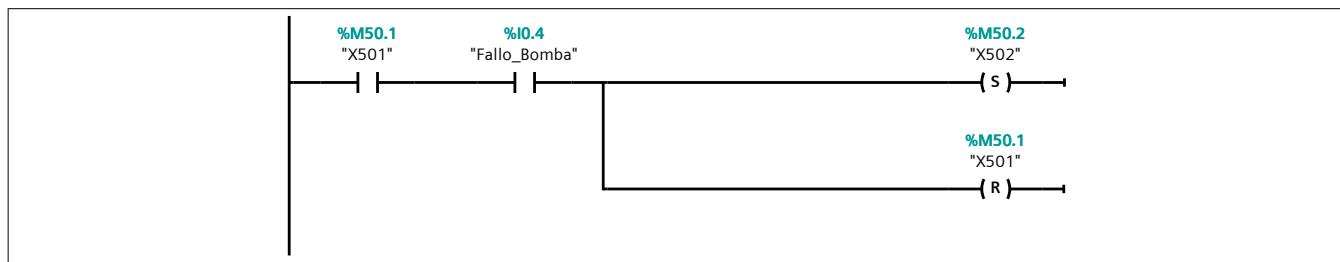 %M50.1
"X501"
%I0.4
"Fallo_Bomba"
%M50.2
"X502"
S
%M50.1
"X501"
R